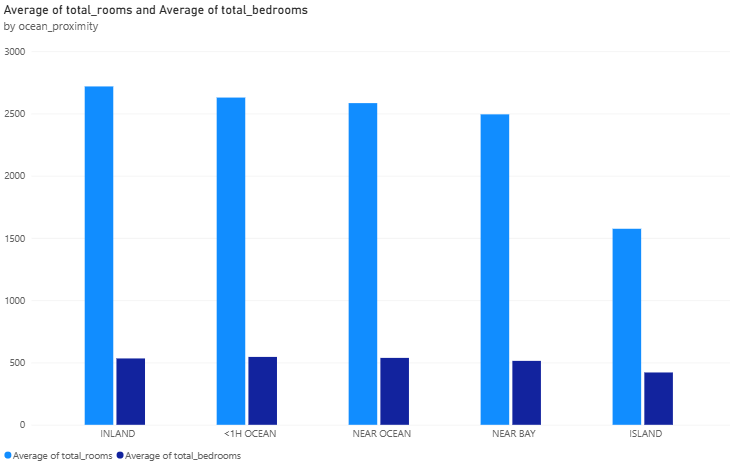 Average of total_rooms and Average of total_bedrooms
by ocean_proximity
3000
2500
2000
1500
1000
500
0
INLAND <1H OCEAN NEAR OCEAN NEAR BAY ISLAND
Average of total_rooms Average of total_bedrooms